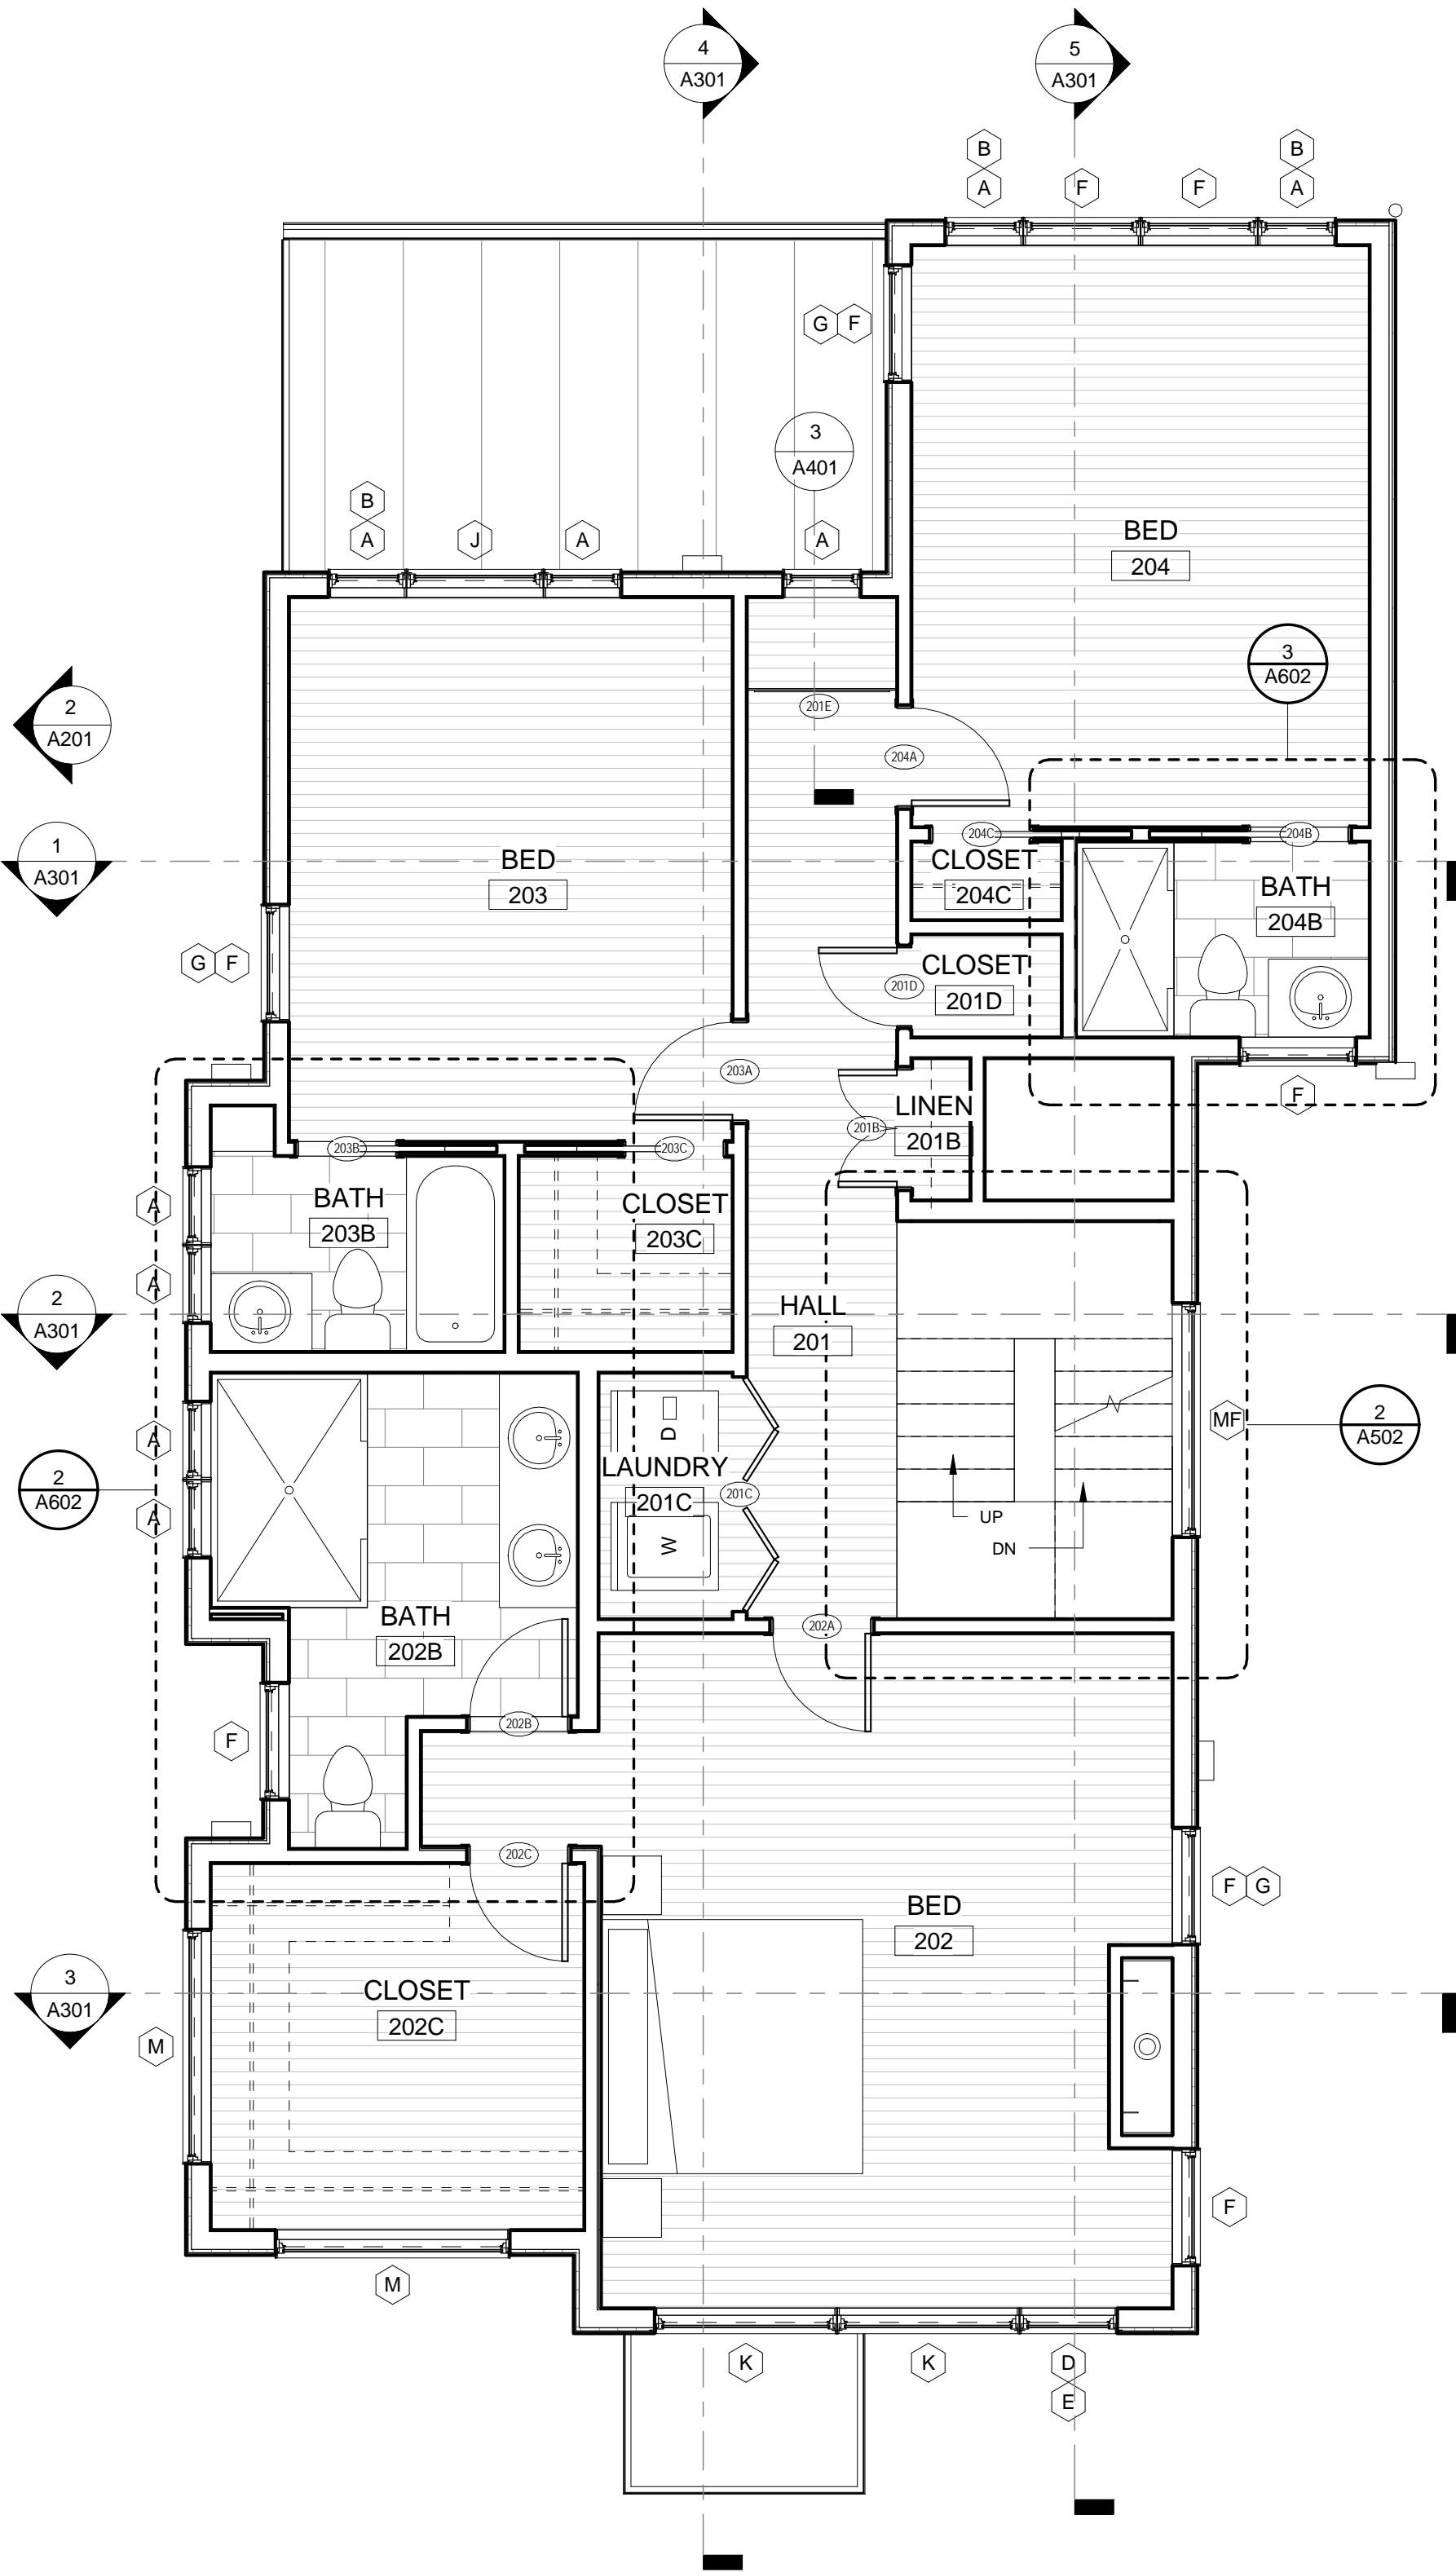 4
A301
5
A301
B
A
F
F
B
A
G F
3
A401
B
A
J
A
A
BED
204
3
A602
2
A201
201E
204A
1
A301
BED
203
204C
204B
CLOSET
204C
BATH
204B
G F
CLOSET
201D
201D
203A
F
LINEN
201B
201B
203B
203C
A
BATH
203B
CLOSET
203C
A
2
A301
HALL
201
D
MF
2
A502
A
LAUNDRY
201C
201C
2
A602
A
UP
W
DN
BATH
202B
202A
F
202B
202C
F G
BED
202
3
A301
CLOSET
202C
M
F
M
K
K
D
E